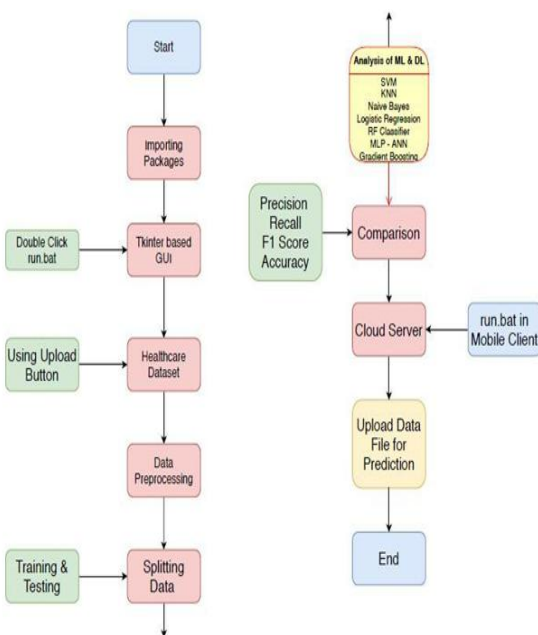 Start
Importing
Packages
Double Click
run.bat
Tkinter based
GUI
Using Upload
Button
Healthcare
Dataset
Data
Preprocessing
Training &
Testing
Splitting
Data
Analysis of ML & DL
SVM
KNN
Naive Bayes
Logistic Regression
RF Classifier
MLP - ANN
Gradient Boosting
Precision
Recall
F1 Score
Accuracy
Comparison
Cloud Server
run.bat in
Mobile Client
Upload Data
File for
Prediction
End